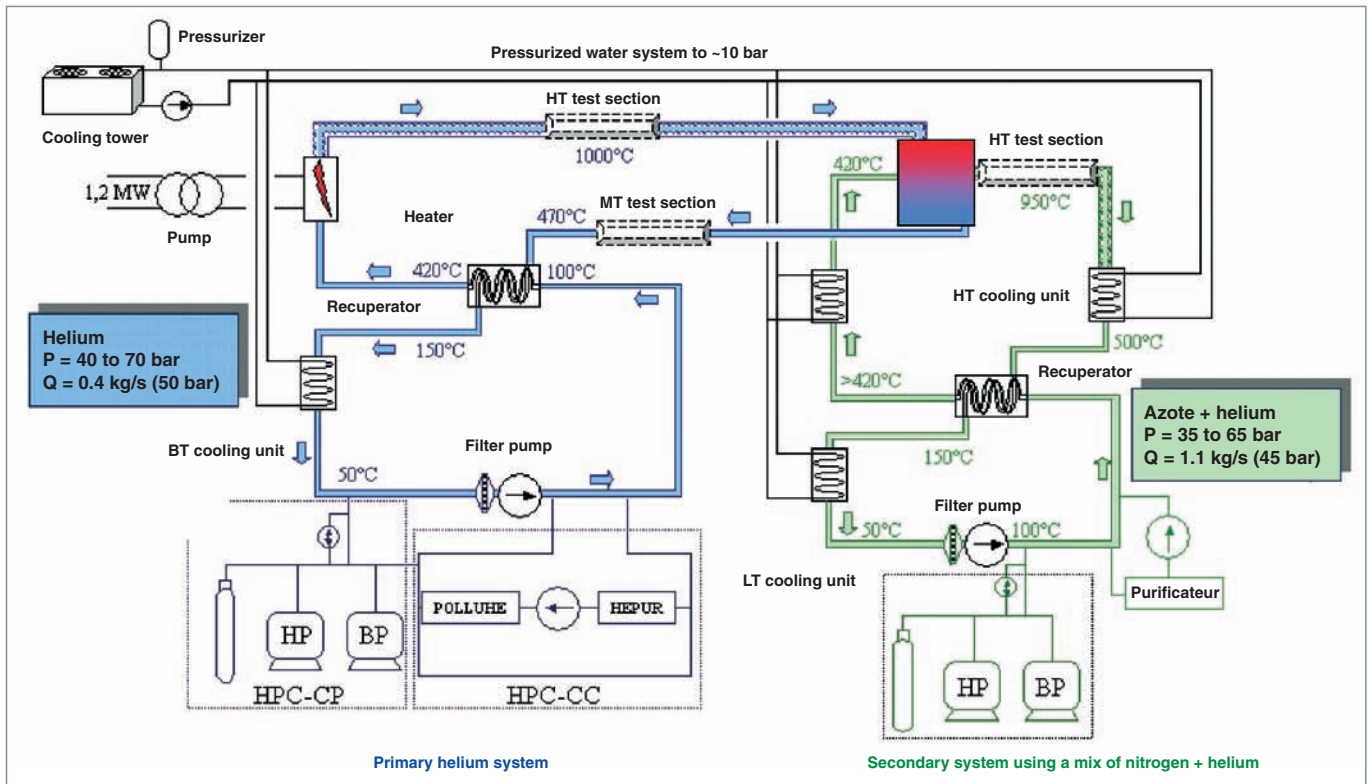 Pressurizer
Pressurized water system to ~10 bar
Cooling tower
HT test section
1000°C
HT test section
420°C
950°C
1,2 MW
Pump
Heater
470°C
MT test section
420°C
100°C
Recuperator
HT cooling unit
Helium
P = 40 to 70 bar
Q = 0.4 kg/s (50 bar)
150°C
500°C
>420°C
Recuperator
Azote + helium
P = 35 to 65 bar
Q = 1.1 kg/s (45 bar)
BT cooling unit
Filter pump
50°C
150°C
Filter pump
50°C
100°C
LT cooling unit
Purificateur
POLLUHE
HEPUR
HP
BP
HPC-CP
HPC-CC
HP
BP
Primary helium system
Secondary system using a mix of nitrogen + helium